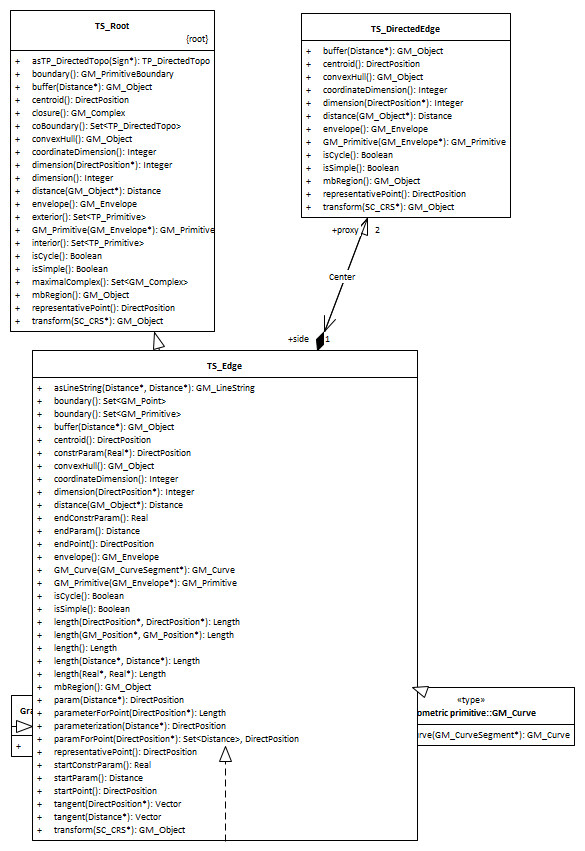 TS_Root
{root}
+ asTP_DirectedTopo(Sign*): TP_DirectedTopo
+ boundary(): GM_PrimitiveBoundary
+ buffer(Distance*): GM_Object
+ centroid(): DirectPosition
+ closure(): GM_Complex
+ coBoundary(): Set<TP_DirectedTopo>
+ convexHull(): GM_Object
+ coordinateDimension(): Integer
+ dimension(DirectPosition*): Integer
+ dimension(): Integer
+ distance(GM_Object*): Distance
+ envelope(): GM_Envelope
+ exterior(): Set<TP_Primitive>
+ GM_Primitive(GM_Envelope*): GM_Primitive
+ interior(): Set<TP_Primitive>
+ isCycle(): Boolean
+ isSimple(): Boolean
+ maximalComplex(): Set<GM_Complex>
+ mbRegion(): GM_Object
+ representativePoint(): DirectPosition
+ transform(SC_CRS*): GM_Object
TS_DirectedEdge
+ buffer(Distance*): GM_Object
+ centroid(): DirectPosition
+ convexHull(): GM_Object
+ coordinateDimension(): Integer
+ dimension(DirectPosition*): Integer
+ distance(GM_Object*): Distance
+ envelope(): GM_Envelope
+ GM_Primitive(GM_Envelope*): GM_Primitive
+ isCycle(): Boolean
+ isSimple(): Boolean
+ mbRegion(): GM_Object
+ representativePoint(): DirectPosition
+ transform(SC_CRS*): GM_Object
+proxy 2
Center
+side 1
TS_Edge
+ asLineString(Distance*, Distance*): GM_LineString
+ boundary(): Set<GM_Point>
+ boundary(): Set<GM_Primitive>
+ buffer(Distance*): GM_Object
+ centroid(): DirectPosition
+ constrParam(Real*): DirectPosition
+ convexHull(): GM_Object
+ coordinateDimension(): Integer
+ dimension(DirectPosition*): Integer
+ distance(GM_Object*): Distance
+ endConstrParam(): Real
+ endParam(): Distance
+ endPoint(): DirectPosition
+ envelope(): GM_Envelope
+ GM_Curve(GM_CurveSegment*): GM_Curve
+ GM_Primitive(GM_Envelope*): GM_Primitive
+ isCycle(): Boolean
+ isSimple(): Boolean
+ length(DirectPosition*, DirectPosition*): Length
+ length(GM_Position*, GM_Position*): Length
+ length(): Length
+ length(Distance*, Distance*): Length
+ length(Real*, Real*): Length
+ mbRegion(): GM_Object
+ param(Distance*): DirectPosition
+ parameterForPoint(DirectPosition*): Length
+ parameterization(Distance*): DirectPosition
+ paramForPoint(DirectPosition*): Set<Distance>, DirectPosition
+ representativePoint(): DirectPosition
+ startConstrParam(): Real
+ startParam(): Distance
+ startPoint(): DirectPosition
+ tangent(DirectPosition*): Vector
+ tangent(Distance*): Vector
+ transform(SC_CRS*): GM_Object
Gra
+
«type»
ometric primitive::GM_Curve
urve(GM_CurveSegment*): GM_Curve